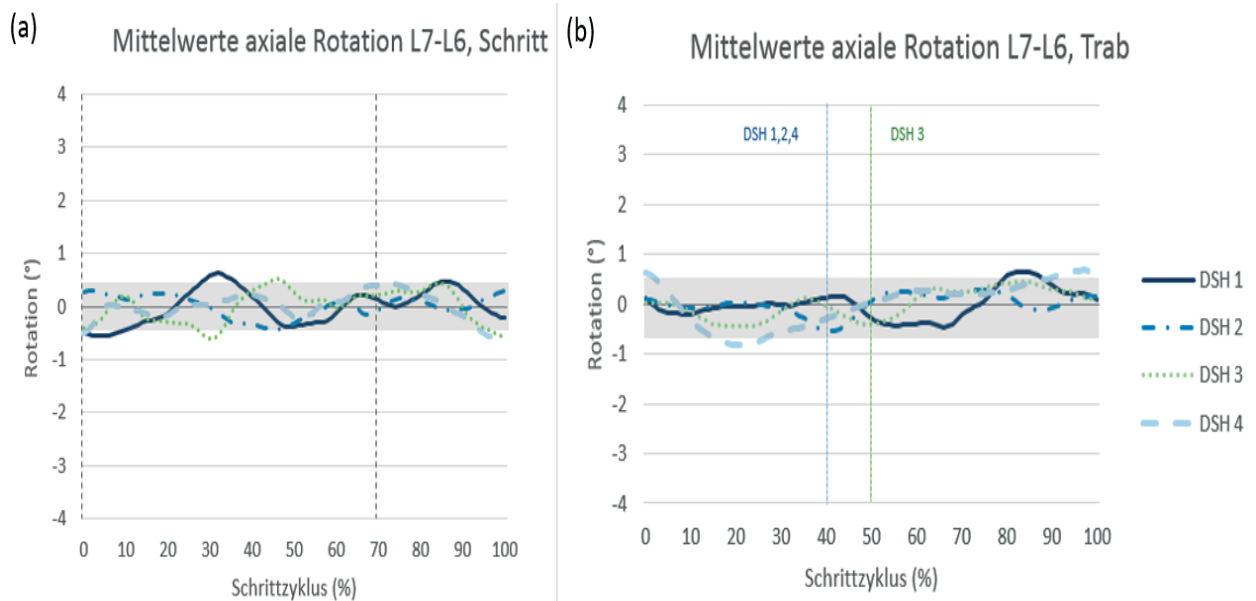 (a)
Mittelwerte axiale Rotation L7-L6, Schritt
4
3
2
1
0
-1
-2
-3
-4
Rotation (°)
0 10 20 30 40 50 60 70 80 90 100
Schrittzyklus (%)
(b)
Mittelwerte axiale Rotation L7-L6, Trab
DSH 1,2,4
DSH 3
4
3
2
1
0
-1
-2
-3
-4
Rotation (°)
0 10 20 30 40 50 60 70 80 90 100
Schrittzyklus (%)
DSH 1
DSH 2
DSH 3
DSH 4